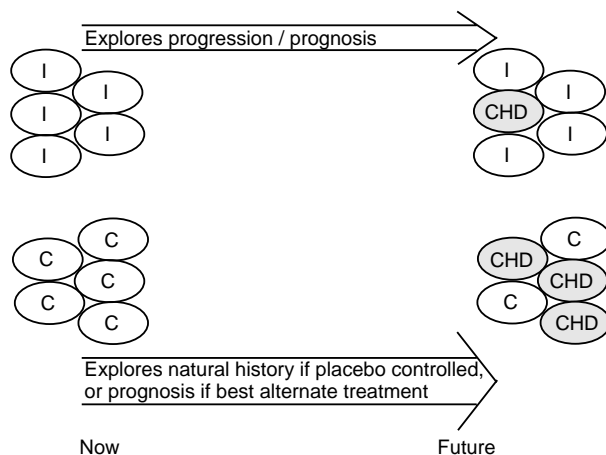 Explores progression / prognosis
I I
I I
I CHD I
I I
I I
C C
C CHD
C CHD
C C CHD
C CHD
Explores natural history if placebo controlled,
or prognosis if best alternate treatment
Now Future